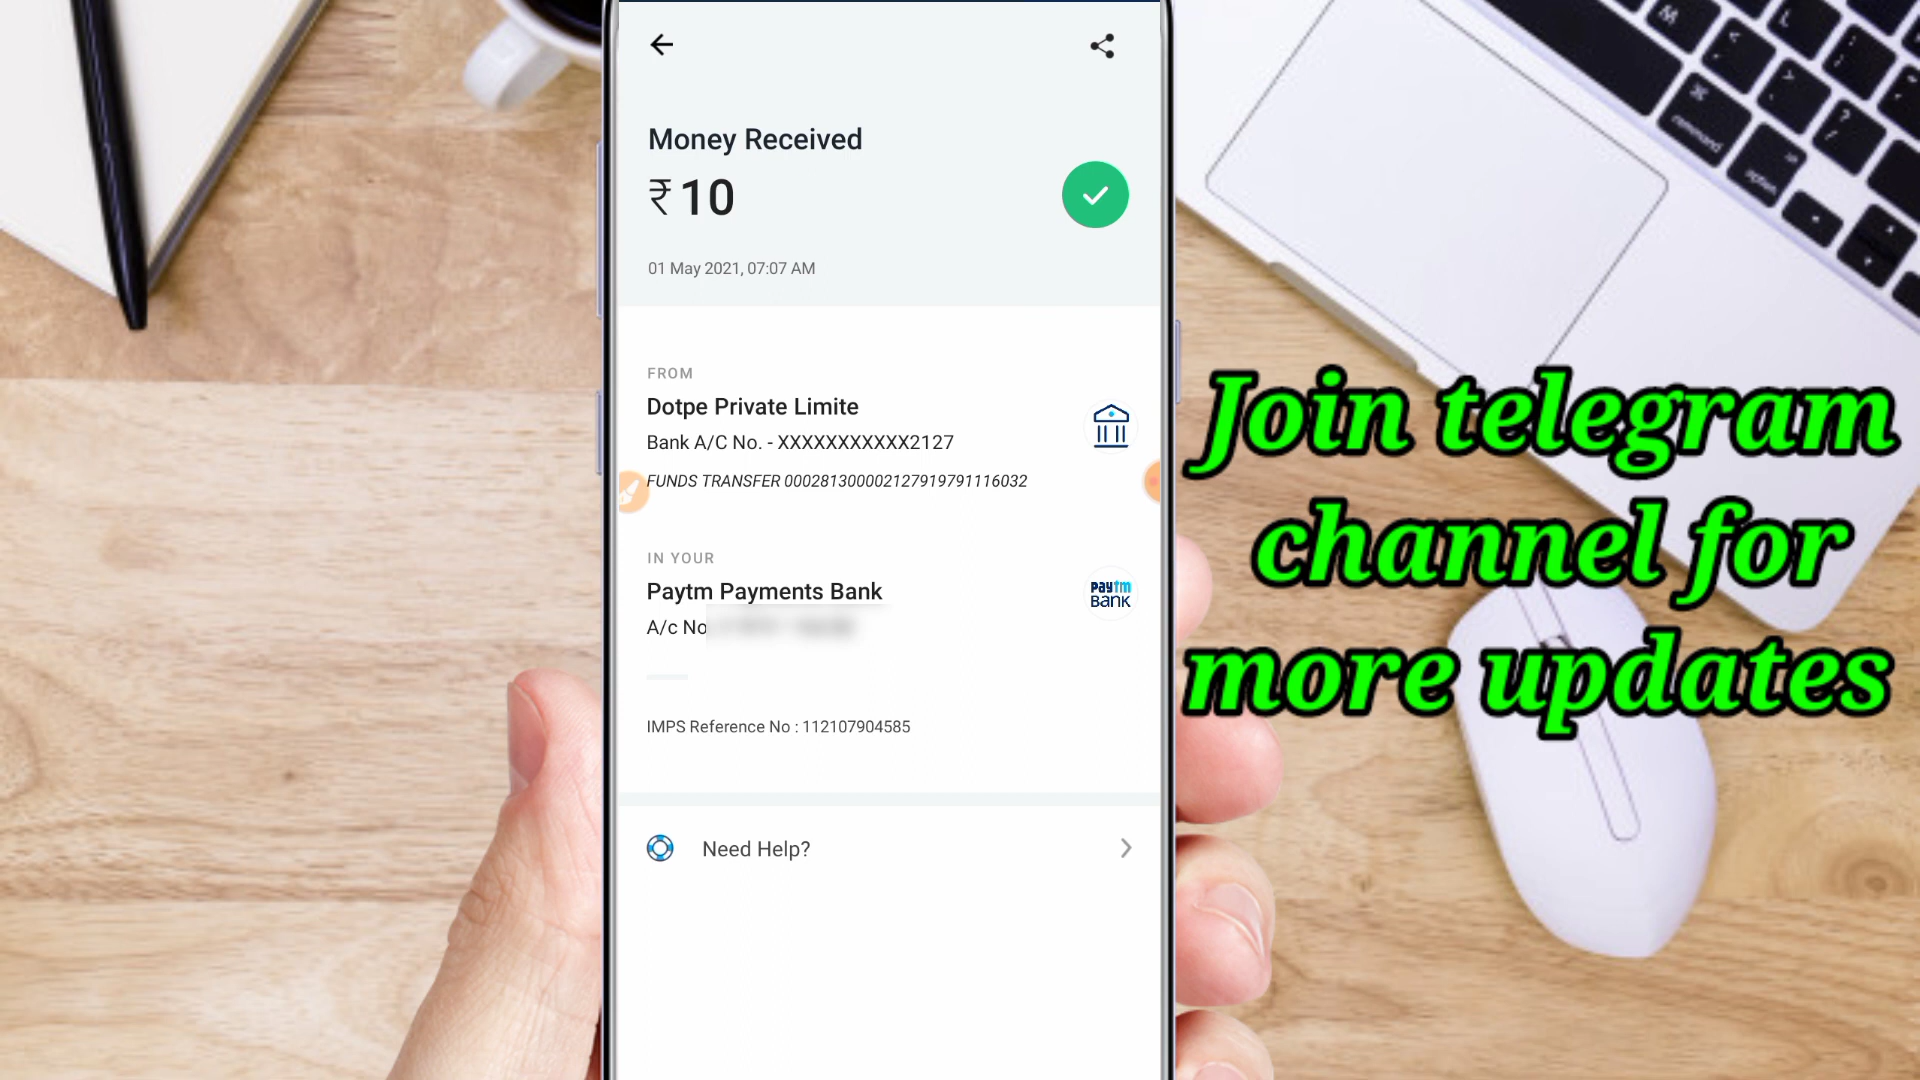 Money Received
₹10
01 May 2021, 07:07 AM
FROM
Dotpe Private Limite
Bank A/C No. - XXXXXXXXXXX2127
FUNDS TRANSFER 000281300002127919791116032
IN YOUR
Paytm Payments Bank
paytm
BANK
A/c No
IMPS Reference No : 112107904585
Need Help?
Join telegram
channel for
more updates
M
L
<
>
?
/
:
;
⌘
command
option